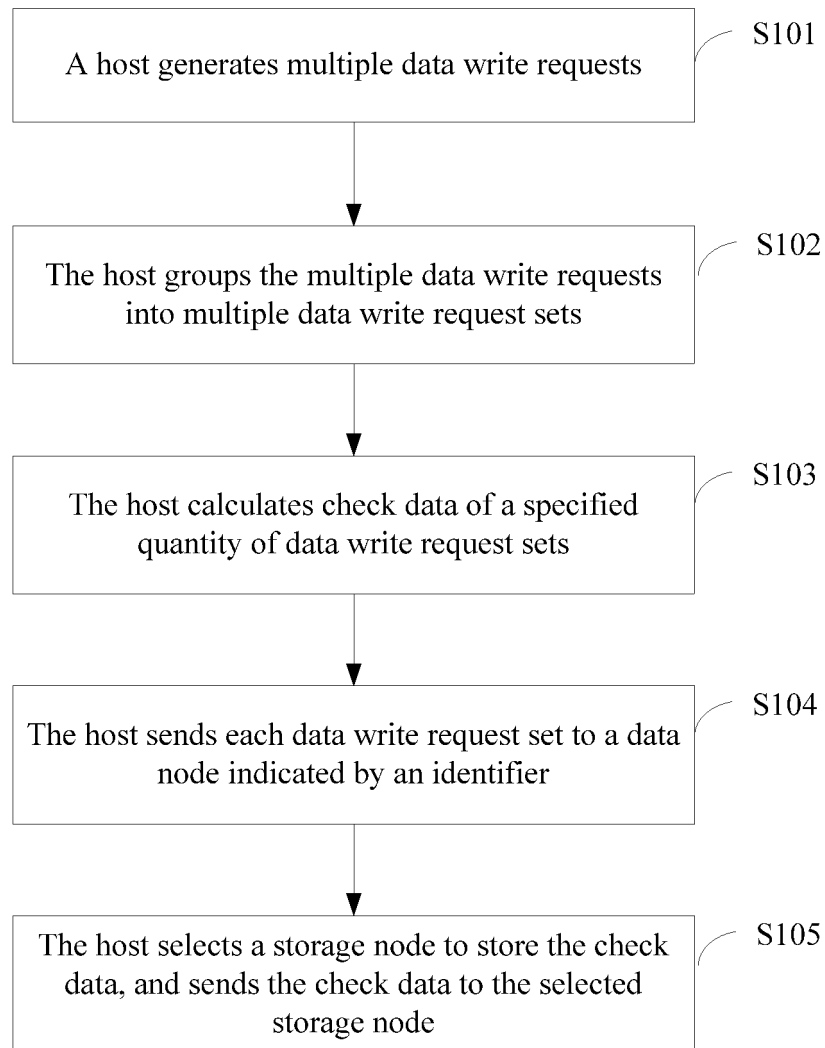 A host generates multiple data write requests
S101
The host groups the multiple data write requests
into multiple data write request sets
S102
The host calculates check data of a specified
quantity of data write request sets
S103
The host sends each data write request set to a data
node indicated by an identifier
S104
The host selects a storage node to store the check
data, and sends the check data to the selected
storage node
S105